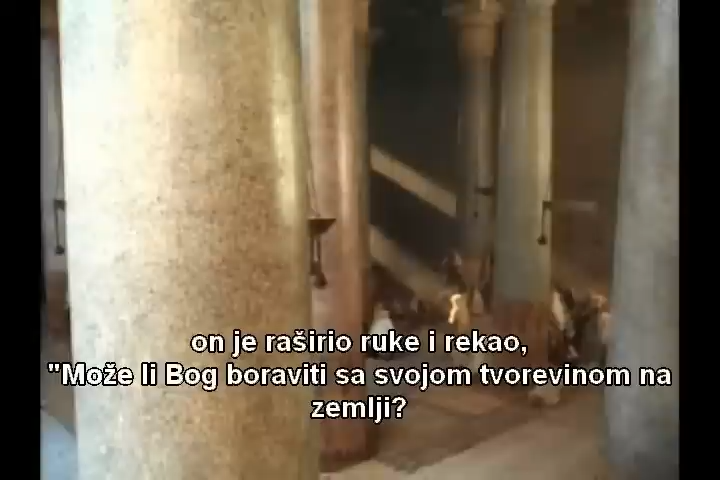 on je raširio ruke i rekao,
"Može li Bog boraviti sa svojom tvorevinom na
zemlji?